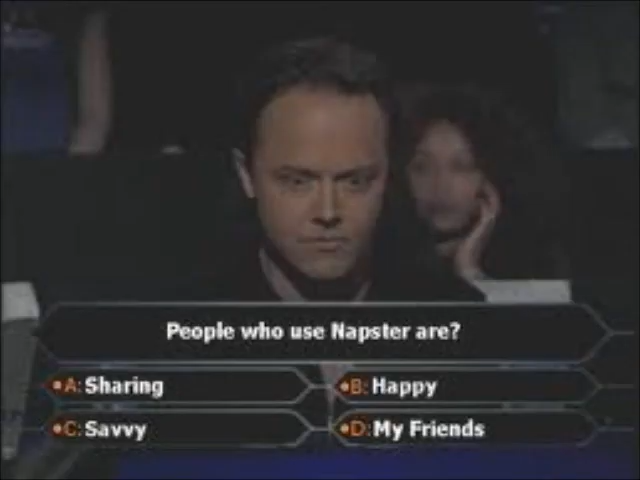 People who use Napster are?
A: Sharing
B: Happy
C: Savvy
D: My Friends